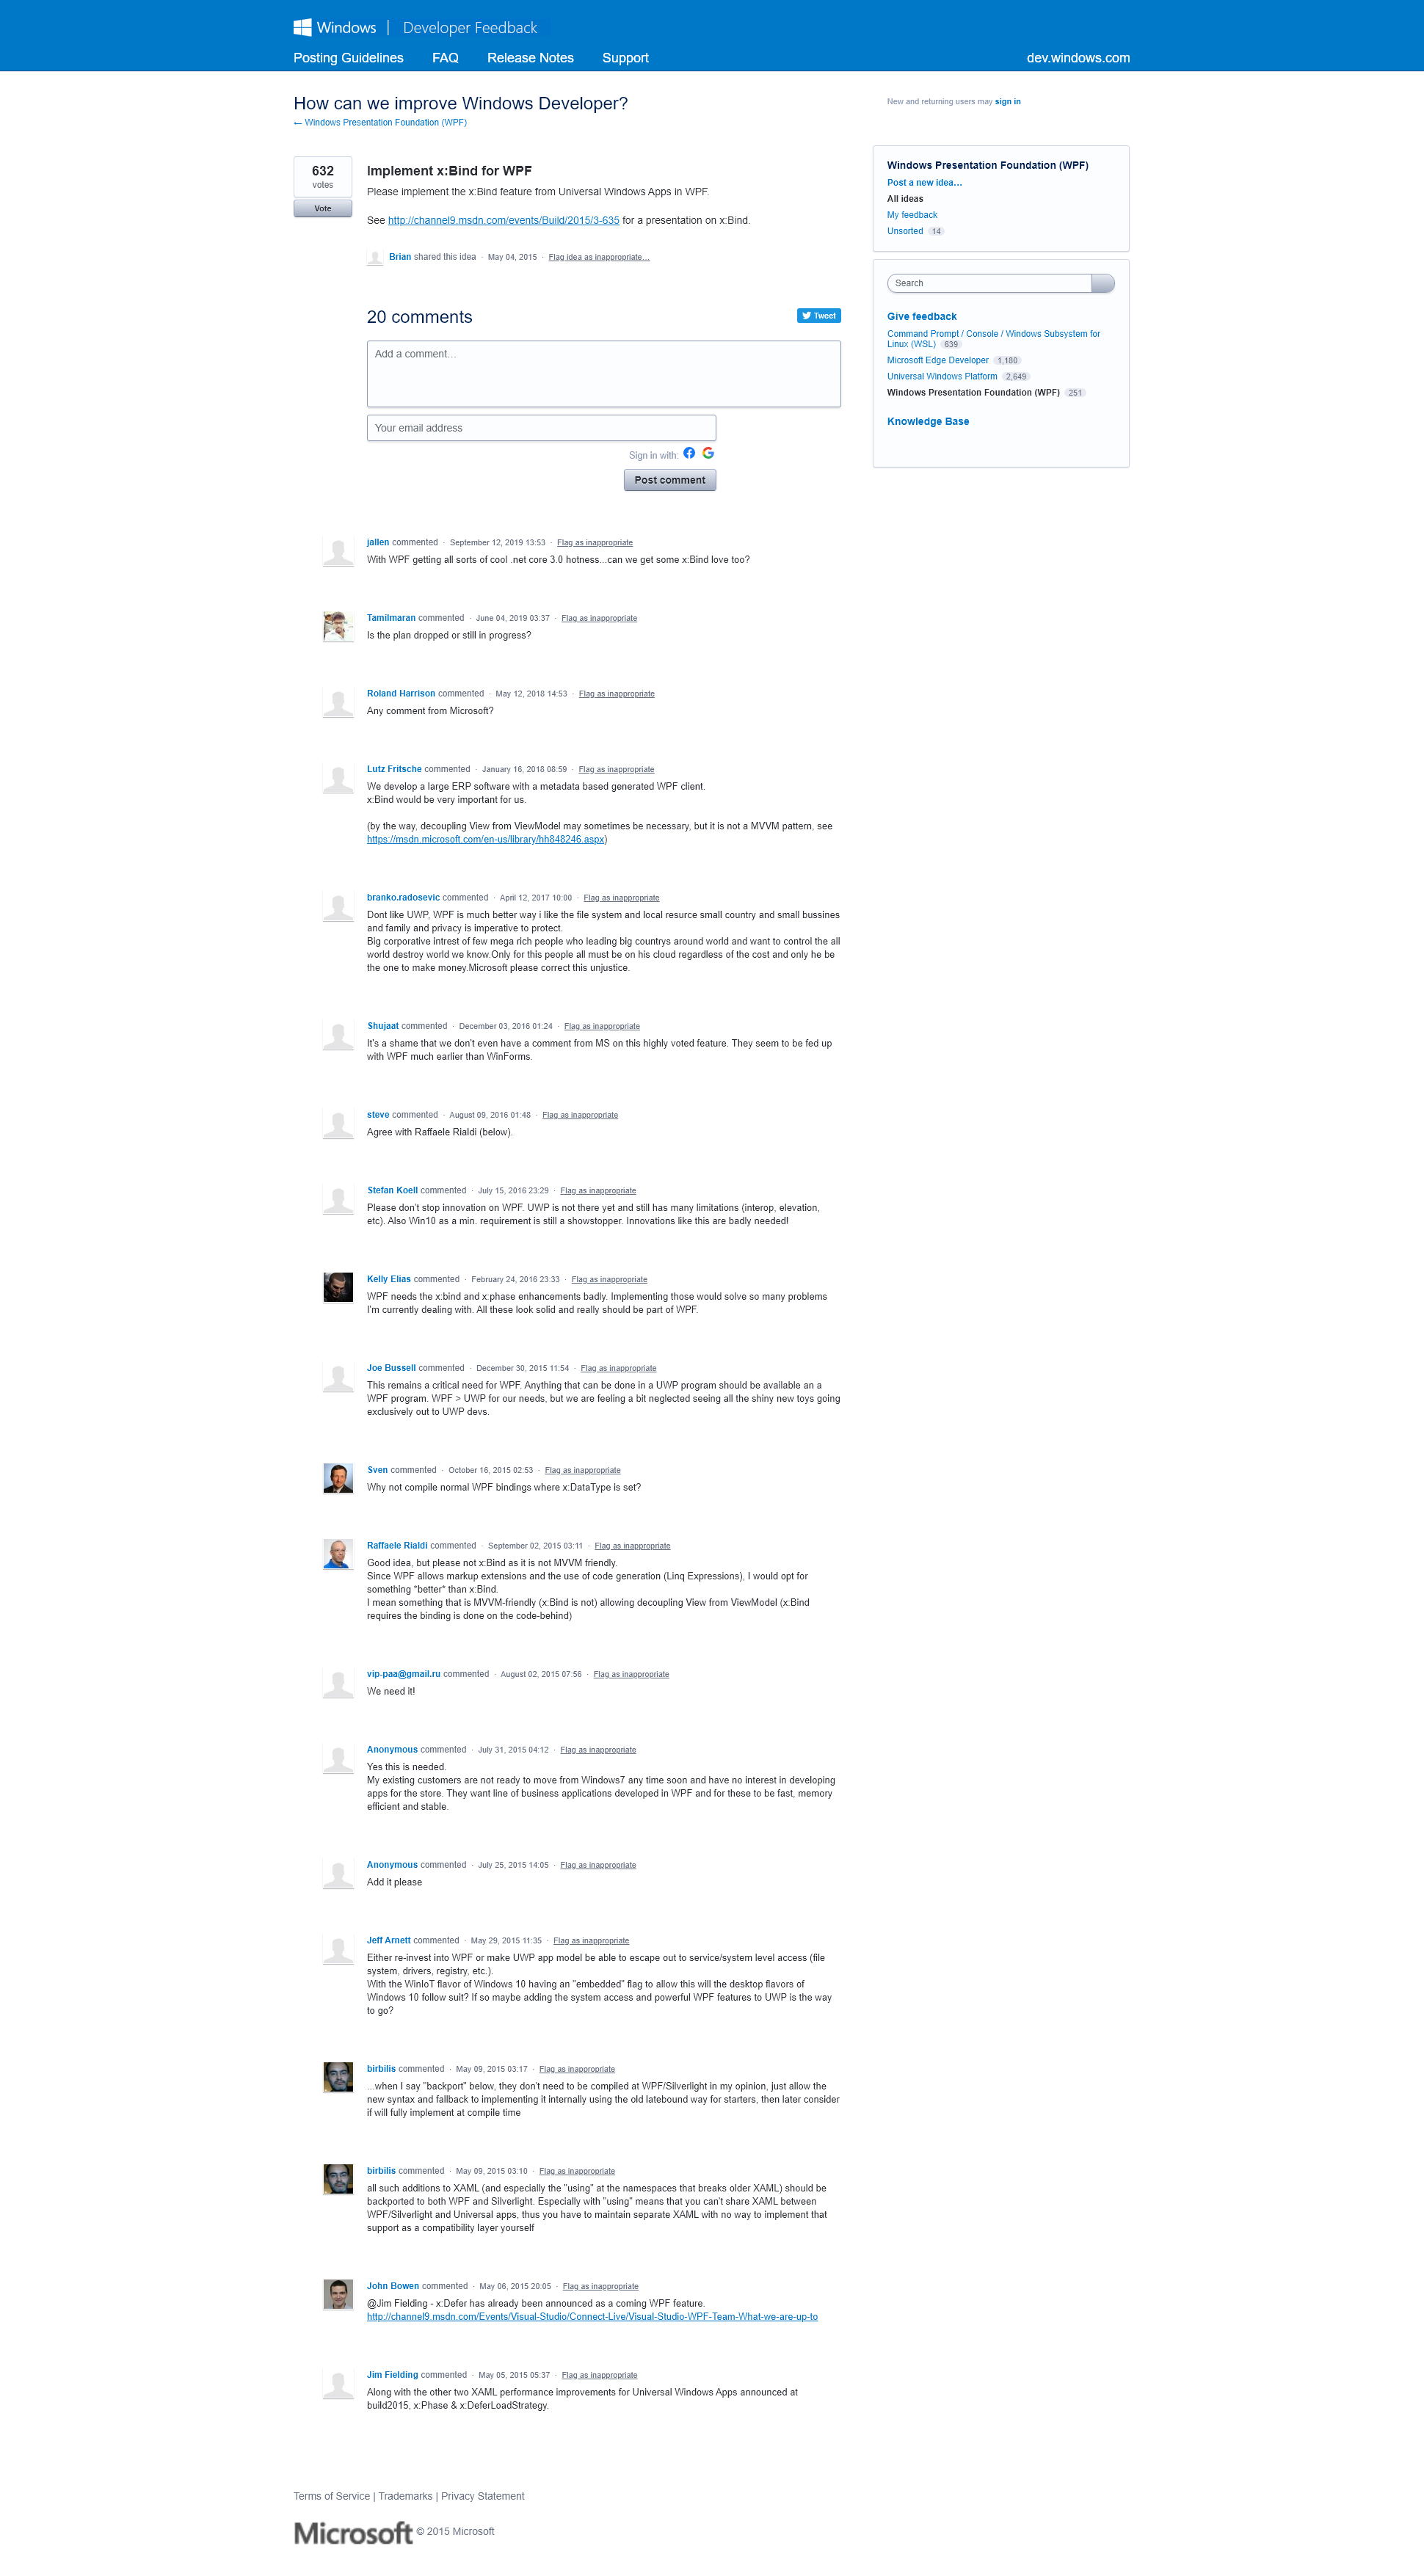 Windows | Developer Feedback
Posting Guidelines FAQ Release Notes Support dev.windows.com
How can we improve Windows Developer?
← Windows Presentation Foundation (WPF)
New and returning users may sign in
632
votes
Vote
Implement x:Bind for WPF
Please implement the x:Bind feature from Universal Windows Apps in WPF.
See http://channel9.msdn.com/events/Build/2015/3-635 for a presentation on x:Bind.
Brian shared this idea · May 04, 2015 · Flag idea as inappropriate…
20 comments
Tweet
Add a comment…
Your email address
Sign in with:
Post comment
jallen commented · September 12, 2019 13:53 · Flag as inappropriate
With WPF getting all sorts of cool .net core 3.0 hotness...can we get some x:Bind love too?
Tamilmaran commented · June 04, 2019 03:37 · Flag as inappropriate
Is the plan dropped or still in progress?
Roland Harrison commented · May 12, 2018 14:53 · Flag as inappropriate
Any comment from Microsoft?
Lutz Fritsche commented · January 16, 2018 08:59 · Flag as inappropriate
We develop a large ERP software with a metadata based generated WPF client.
x:Bind would be very important for us.
(by the way, decoupling View from ViewModel may sometimes be necessary, but it is not a MVVM pattern, see
https://msdn.microsoft.com/en-us/library/hh848246.aspx)
branko.radosevic commented · April 12, 2017 10:00 · Flag as inappropriate
Dont like UWP, WPF is much better way i like the file system and local resurce small country and small bussines
and family and privacy is imperative to protect.
Big corporative intrest of few mega rich people who leading big countrys around world and want to control the all
world destroy world we know.Only for this people all must be on his cloud regardless of the cost and only he be
the one to make money.Microsoft please correct this unjustice.
Shujaat commented · December 03, 2016 01:24 · Flag as inappropriate
It's a shame that we don't even have a comment from MS on this highly voted feature. They seem to be fed up
with WPF much earlier than WinForms.
steve commented · August 09, 2016 01:48 · Flag as inappropriate
Agree with Raffaele Rialdi (below).
Stefan Koell commented · July 15, 2016 23:29 · Flag as inappropriate
Please don't stop innovation on WPF. UWP is not there yet and still has many limitations (interop, elevation,
etc). Also Win10 as a min. requirement is still a showstopper. Innovations like this are badly needed!
Kelly Elias commented · February 24, 2016 23:33 · Flag as inappropriate
WPF needs the x:bind and x:phase enhancements badly. Implementing those would solve so many problems
I'm currently dealing with. All these look solid and really should be part of WPF.
Joe Bussell commented · December 30, 2015 11:54 · Flag as inappropriate
This remains a critical need for WPF. Anything that can be done in a UWP program should be available an a
WPF program. WPF > UWP for our needs, but we are feeling a bit neglected seeing all the shiny new toys going
exclusively out to UWP devs.
Sven commented · October 16, 2015 02:53 · Flag as inappropriate
Why not compile normal WPF bindings where x:DataType is set?
Raffaele Rialdi commented · September 02, 2015 03:11 · Flag as inappropriate
Good idea, but please not x:Bind as it is not MVVM friendly.
Since WPF allows markup extensions and the use of code generation (Linq Expressions), I would opt for
something *better* than x:Bind.
I mean something that is MVVM-friendly (x:Bind is not) allowing decoupling View from ViewModel (x:Bind
requires the binding is done on the code-behind)
vip-paa@gmail.ru commented · August 02, 2015 07:56 · Flag as inappropriate
We need it!
Anonymous commented · July 31, 2015 04:12 · Flag as inappropriate
Yes this is needed.
My existing customers are not ready to move from Windows7 any time soon and have no interest in developing
apps for the store. They want line of business applications developed in WPF and for these to be fast, memory
efficient and stable.
Anonymous commented · July 25, 2015 14:05 · Flag as inappropriate
Add it please
Jeff Arnett commented · May 29, 2015 11:35 · Flag as inappropriate
Either re-invest into WPF or make UWP app model be able to escape out to service/system level access (file
system, drivers, registry, etc.).
With the WinIoT flavor of Windows 10 having an "embedded" flag to allow this will the desktop flavors of
Windows 10 follow suit? If so maybe adding the system access and powerful WPF features to UWP is the way
to go?
birbilis commented · May 09, 2015 03:17 · Flag as inappropriate
...when I say "backport" below, they don't need to be compiled at WPF/Silverlight in my opinion, just allow the
new syntax and fallback to implementing it internally using the old latebound way for starters, then later consider
if will fully implement at compile time
birbilis commented · May 09, 2015 03:10 · Flag as inappropriate
all such additions to XAML (and especially the "using" at the namespaces that breaks older XAML) should be
backported to both WPF and Silverlight. Especially with "using" means that you can't share XAML between
WPF/Silverlight and Universal apps, thus you have to maintain separate XAML with no way to implement that
support as a compatibility layer yourself
John Bowen commented · May 06, 2015 20:05 · Flag as inappropriate
@Jim Fielding - x:Defer has already been announced as a coming WPF feature.
http://channel9.msdn.com/Events/Visual-Studio/Connect-Live/Visual-Studio-WPF-Team-What-we-are-up-to
Jim Fielding commented · May 05, 2015 05:37 · Flag as inappropriate
Along with the other two XAML performance improvements for Universal Windows Apps announced at
build2015, x:Phase & x:DeferLoadStrategy.
Windows Presentation Foundation (WPF)
Post a new idea…
All ideas
My feedback
Unsorted 14
Search
Give feedback
Command Prompt / Console / Windows Subsystem for
Linux (WSL) 639
Microsoft Edge Developer 1,180
Universal Windows Platform 2,649
Windows Presentation Foundation (WPF) 251
Knowledge Base
Terms of Service | Trademarks | Privacy Statement
Microsoft © 2015 Microsoft